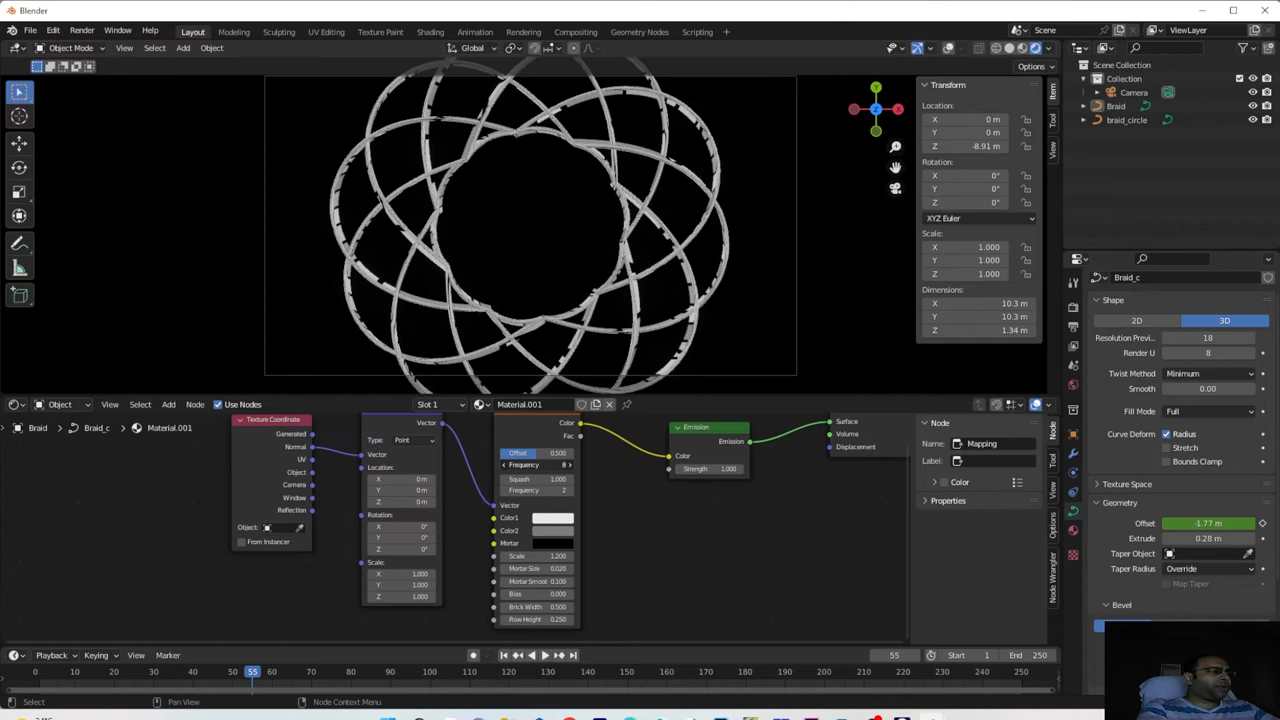 Blender
File Edit Render Window Help Layout Modeling Sculpting UV Editing Texture Paint Shading Animation Rendering Compositing Geometry Nodes Scripting
Scene ViewLayer
Object Mode View Select Add Object Global
Options
Transform
Location:
X 0 m
Y 0 m
Z -8.91 m
Rotation:
X 0°
Y 0°
Z 0°
XYZ Euler
Scale:
X 1.000
Y 1.000
Z 1.000
Dimensions:
X 10.3 m
Y 10.3 m
Z 1.34 m
Item
Tool
View
Y
X
Z
Scene Collection
Collection
Camera
Braid
braid_circle
Braid_c
Shape
2D 3D
Resolution Previ... 18
Render U 8
Twist Method Minimum
Smooth 0.00
Fill Mode Full
Curve Deform Radius
Stretch
Bounds Clamp
Texture Space
Geometry
Offset -1.77 m
Extrude 0.28 m
Taper Object
Taper Radius Override
Map Taper
Bevel
Object View Select Add Node Use Nodes Slot 1 Material.001
Braid Braid_c Material.001
Texture Coordinate
Generated
Normal
UV
Object
Camera
Window
Reflection
Object:
From Instancer
Vector
Type: Point
Vector
Location:
X 0 m
Y 0 m
Z 0 m
Rotation:
X 0°
Y 0°
Z 0°
Scale:
X 1.000
Y 1.000
Z 1.000
Color
Fac
Offset 0.500
Frequency 8
Squash 1.000
Frequency 2
Vector
Color1
Color2
Mortar
Scale 1.200
Mortar Size 0.020
Mortar Smoot 0.100
Bias 0.000
Brick Width 0.500
Row Height 0.250
Emission
Emission
Color
Strength 1.000
Surface
Volume
Displacement
Node
Name: Mapping
Label:
Color
Properties
Node
Tool
View
Options
Node Wrangler
Playback Keying View Marker 55 Start 1 End 250
0 10 20 30 40 50 55 60 70 80 90 100 110 120 130 140 150 160 170 180 190 200 210 220 230 240 250
Select Pan View Node Context Menu